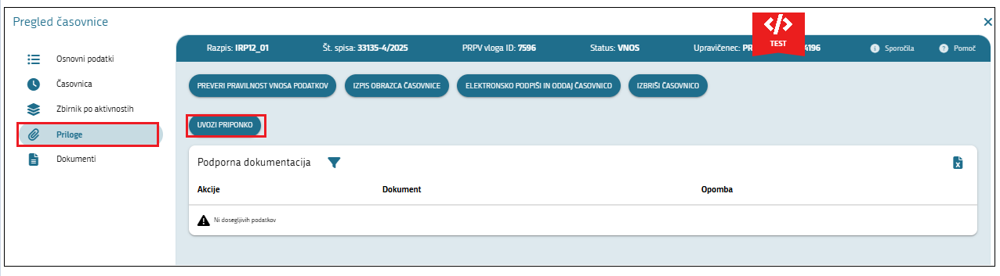 Pregled časovnice
Osnovni podatki
Časovnica
Zbirnik po aktivnostih
Priloge
Dokumenti
Razpis: IRP12_01 Št. spisa: 33135-4/2025 PRPV vloga ID: 7596 Status: VNOS Upravičenec: 4196 Sporočila Pomoč
TEST
PREVERI PRAVILNOST VNOSA PODATKOV IZPIS OBRAZCA ČASOVNICE ELEKTRONSKO PODPIŠI IN ODDAJ ČASOVNICO IZBRIŠI ČASOVNICO
UVOZI PRIPONKO
Podporna dokumentacija
Akcije Dokument Opomba
Ni dosegljivih podatkov